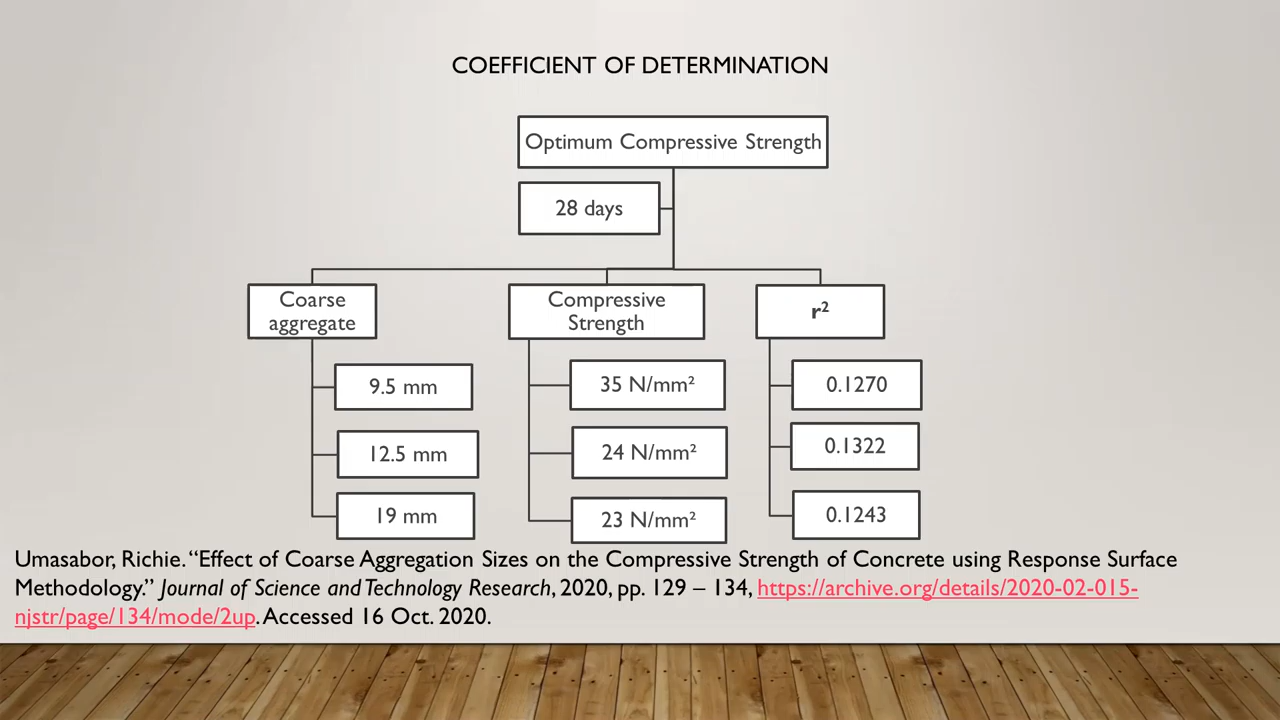 COEFFICIENT OF DETERMINATION
Optimum Compressive Strength
28 days
Coarse
aggregate
9.5 mm
12.5 mm
19 mm
Compressive
Strength
35 N/mm²
24 N/mm²
23 N/mm²
r²
0.1270
0.1322
0.1243
Umasabor, Richie. “Effect of Coarse Aggregation Sizes on the Compressive Strength of Concrete using Response Surface
Methodology.” Journal of Science and Technology Research, 2020, pp. 129 – 134, https://archive.org/details/2020-02-015-
njstr/page/134/mode/2up. Accessed 16 Oct. 2020.